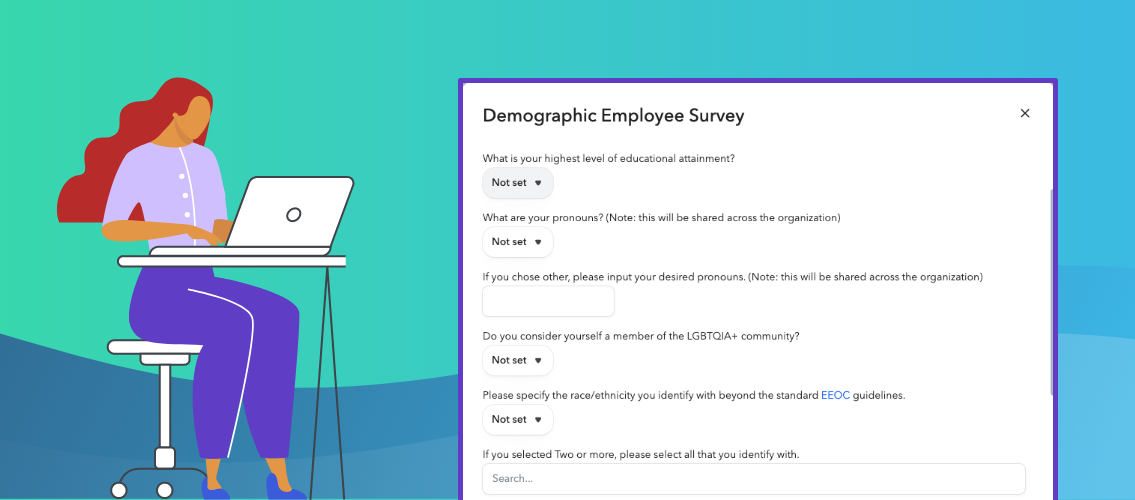 Demographic Employee Survey
What is your highest level of educational attainment?
Not set
What are your pronouns? (Note: this will be shared across the organization)
Not set
If you chose other, please input your desired pronouns. (Note: this will be shared across the organization)
Do you consider yourself a member of the LGBTQIA+ community?
Not set
Please specify the race/ethnicity you identify with beyond the standard EEOC guidelines.
Not set
If you selected Two or more, please select all that you identify with.
Search...